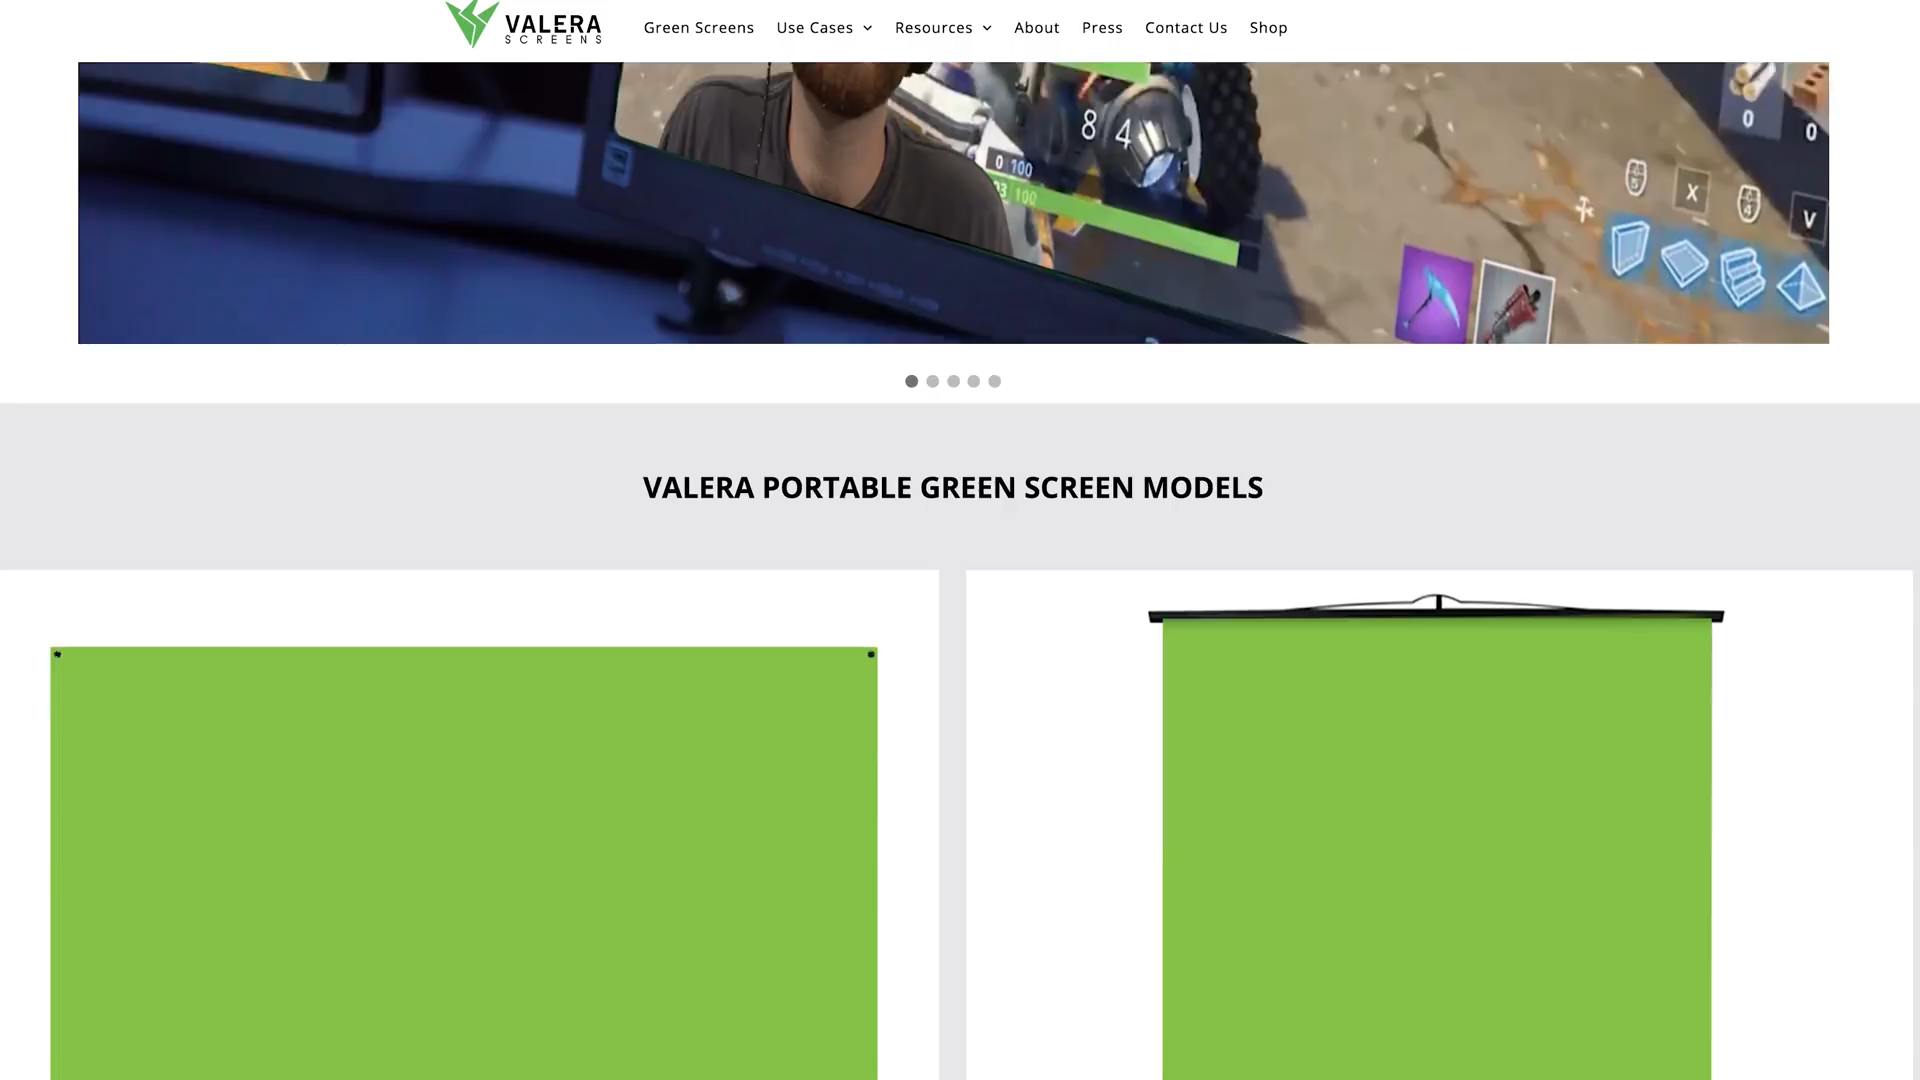 VALERA
SCREENS
Green Screens
Use Cases
Resources
About
Press
Contact Us
Shop
84
0 100
100
0
0
X
V
VALERA PORTABLE GREEN SCREEN MODELS